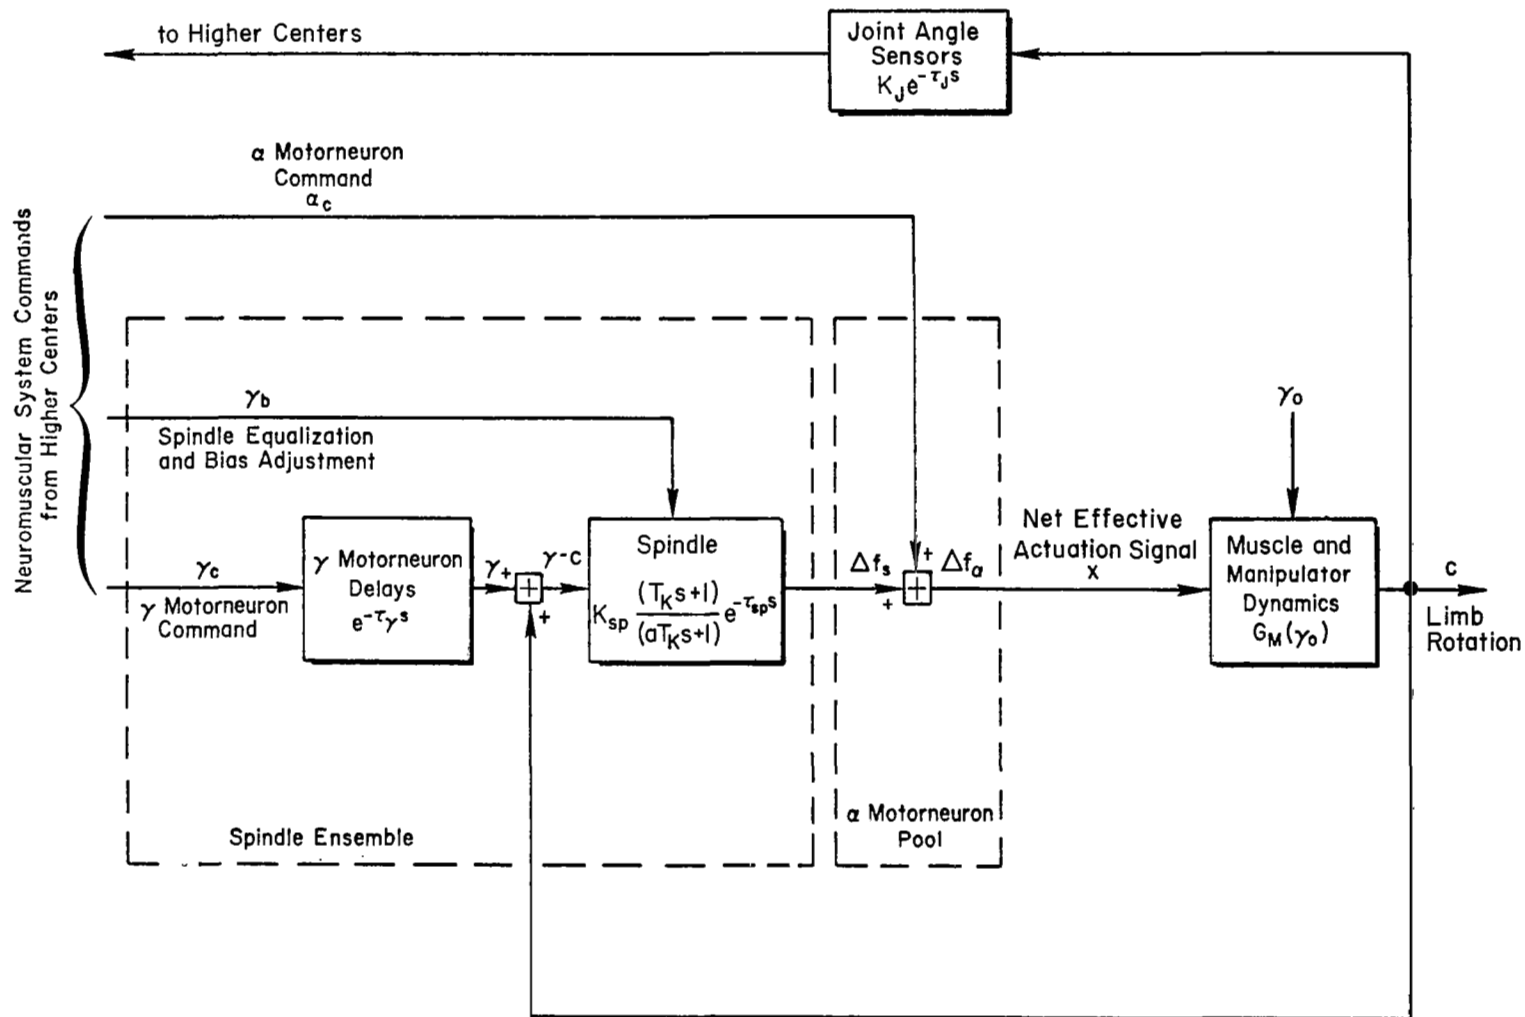 to Higher Centers
Joint Angle
Sensors
K_J e^{-τ_J s}
α Motorneuron
Command
α_c
Neuromuscular System Commands
from Higher Centers
γ_b
Spindle Equalization
and Bias Adjustment
γ_c
γ Motorneuron
Command
γ Motorneuron
Delays
e^{-τ_γ s}
γ +
+
+
γ-c
Spindle
K_sp (T_K s+1)/(aT_K s+1) e^{-τ_sp s}
Δf_s
+
+
+
Δf_α
Net Effective
Actuation Signal
x
γ_o
Muscle and
Manipulator
Dynamics
G_M(γ_o)
c
Limb
Rotation
Spindle Ensemble
α Motorneuron
Pool